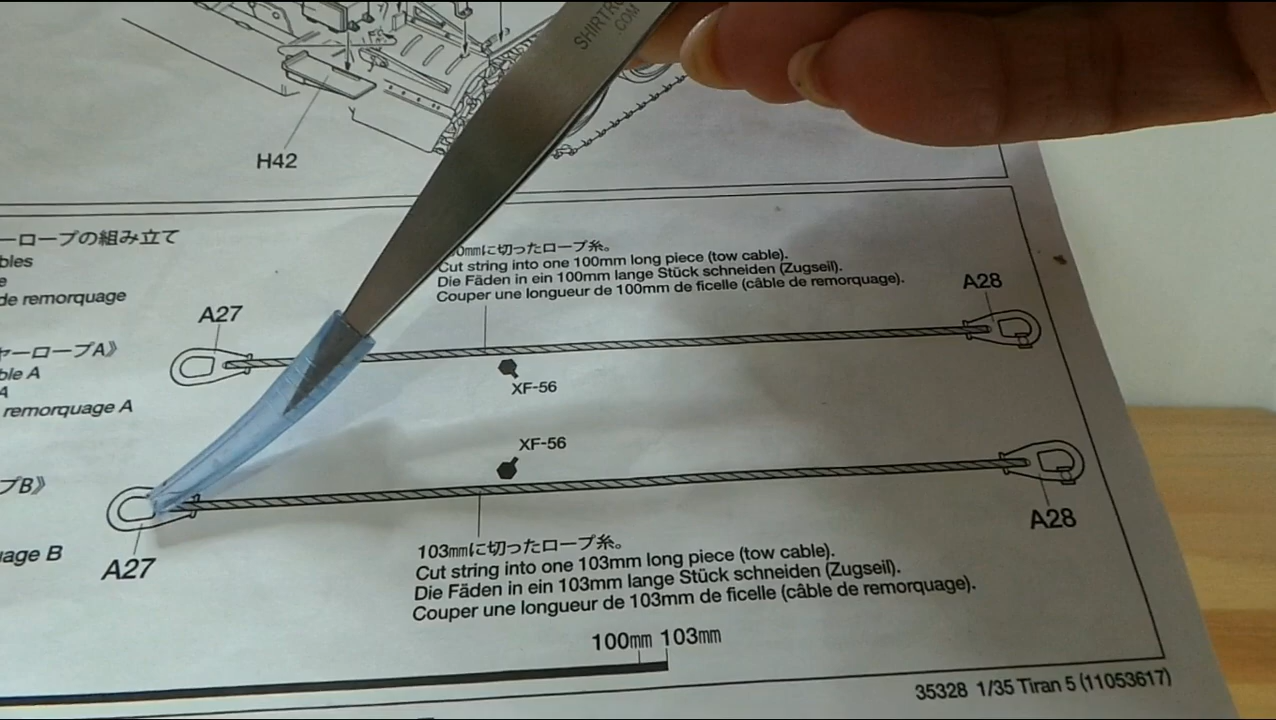 SHIRTRU
.COM
H42
ーロープの組み立て
bles
e
de remorquage
0mmに切ったロープ糸。
Cut string into one 100mm long piece (tow cable).
Die Fäden in ein 100mm lange Stück schneiden (Zugseil).
Couper une longueur de 100mm de ficelle (câble de remorquage).
A27
A28
ヤーロープA》
ble A
A
remorquage A
XF-56
XF-56
プB》
uage B
A27
A28
103mmに切ったロープ糸。
Cut string into one 103mm long piece (tow cable).
Die Fäden in ein 103mm lange Stück schneiden (Zugseil).
Couper une longueur de 103mm de ficelle (câble de remorquage).
100mm 103mm
35328 1/35 Tiran 5 (11053617)